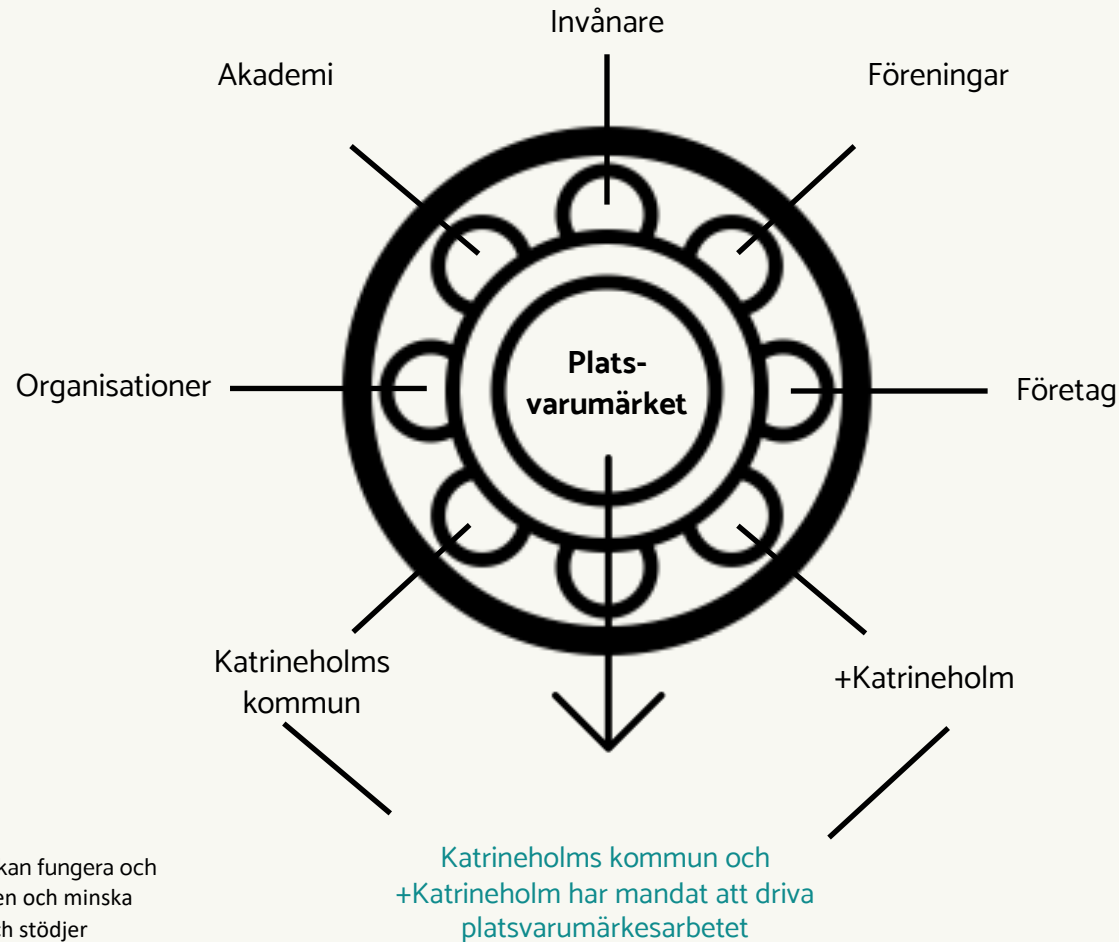 Invånare
Akademi
Föreningar
Organisationer
Plats-
varumärket
Företag
Katrineholms
kommun
+Katrineholm
kan fungera och
en och minska
ch stödjer
Katrineholms kommun och
+Katrineholm har mandat att driva
platsvarumärkesarbetet